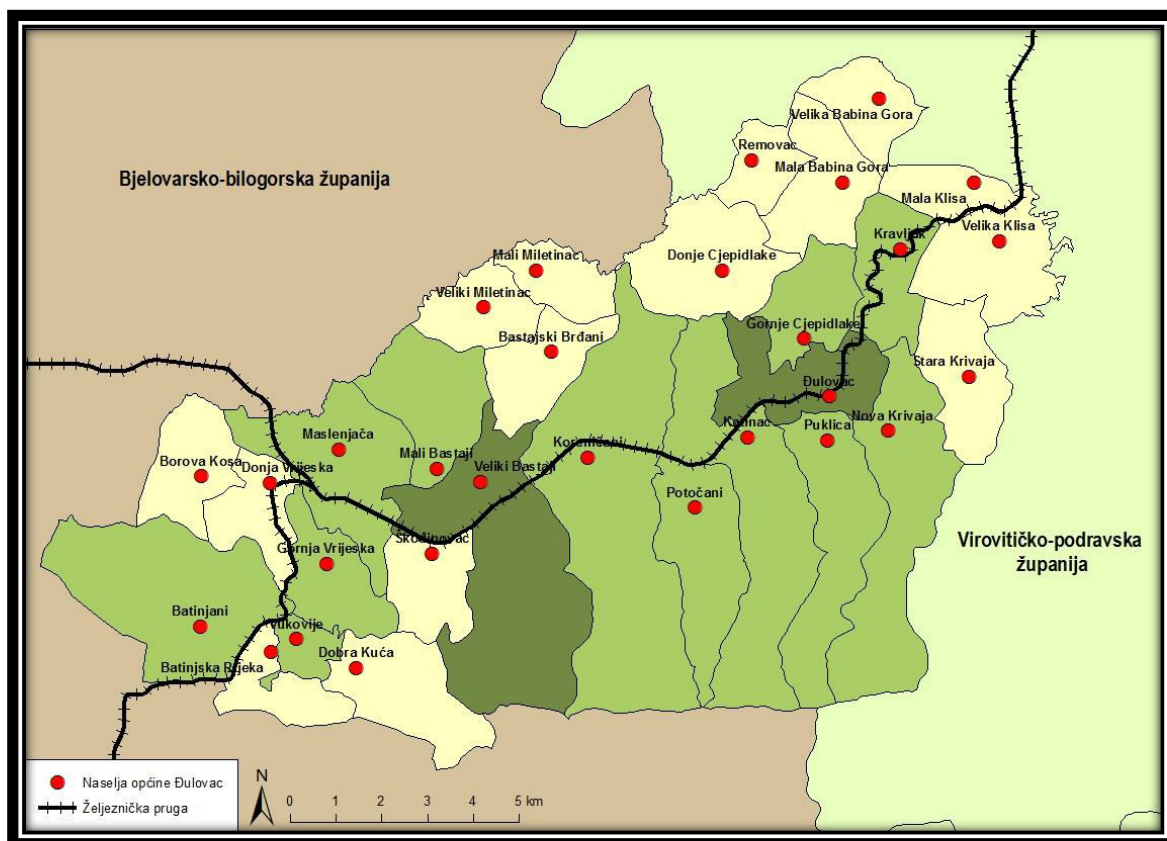 Velika Babina Gora
Removac
Mala Babina Gora
Bjelovarsko-bilogorska županija
Mala Klisa
Kravljak
Velika Klisa
Mali Miletinac
Donje Cjepidlake
Veliki Miletinac
Gornje Cjepidlake
Bastajski Brđani
Stara Krivaja
Đulovac
Nova Krivaja
Puklica
Maslenjača
Mali Bastaji
Borova Kosa
Donja Vrijeska
Veliki Bastaji
Potočani
Škodinovac
Gornja Vrijeska
Virovitičko-podravska
županija
Batinjani
Vukovije
Dobra Kuća
Batinjska Rijeka
Naselja općine Đulovac
Željeznička pruga
N
0 1 2 3 4 5 km